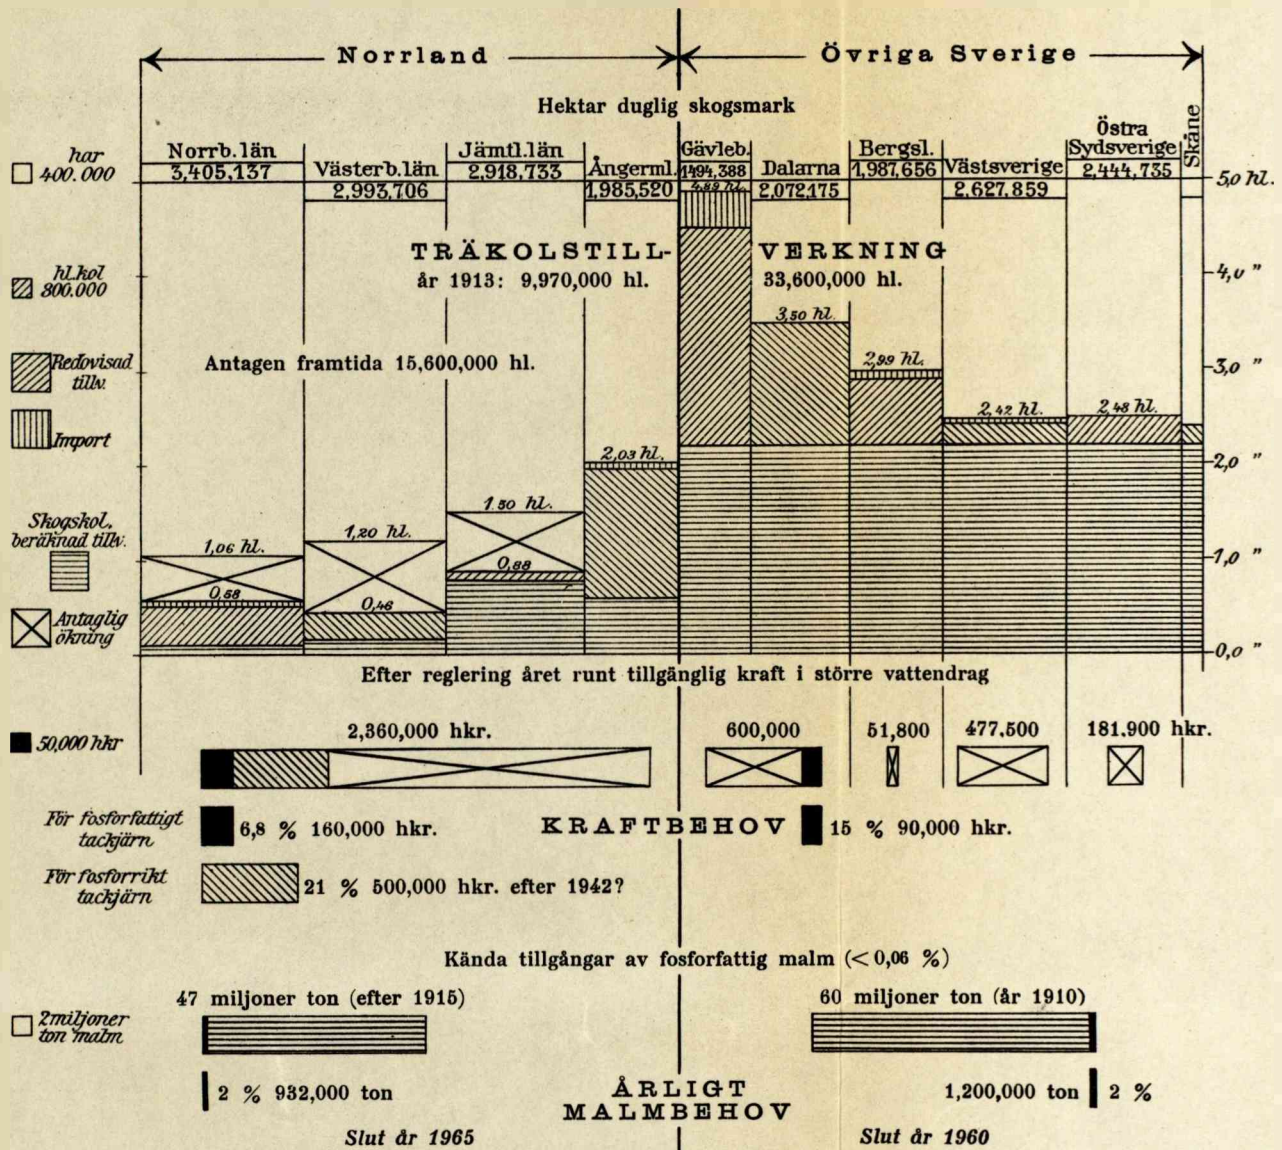 Norrland
Övriga Sverige
Hektar duglig skogsmark
har
400.000
Norrb.län
3,405,137
Västerb.län
2,993,706
Jämtl.län
2,918,733
Ångerml.
1,985,520
Gävleb.
1494,388
4,89 hl.
Dalarna
2,072,175
Bergsl.
1,987,656
Västsverige
2,627,859
Östra
Sydsverige
2,444,735
Skåne
5,0 hl.
4,0 "
3,0 "
2,0 "
1,0 "
0,0 "
TRÄKOLSTILL- VERKNING
år 1913: 9,970,000 hl. 33,600,000 hl.
Antagen framtida 15,600,000 hl.
hl.kol
800.000
Redovisad
tillv.
Import
Skogskol,
beräknad tillv.
Antaglig
ökning
1,06 hl.
0,58
1,20 hl.
0,46
1,50 hl.
0,88
2,03 hl.
3,50 hl.
2,99 hl.
2,42 hl.
2,48 hl.
Efter reglering året runt tillgänglig kraft i större vattendrag
50,000 hkr
2,360,000 hkr.
600,000
51,800
477,500
181,900 hkr.
För fosforfattigt
tackjärn
6,8 % 160,000 hkr.
KRAFTBEHOV
15 % 90,000 hkr.
För fosforrikt
tackjärn
21 % 500,000 hkr. efter 1942?
Kända tillgångar av fosforfattig malm (< 0,06 %)
47 miljoner ton (efter 1915)
60 miljoner ton (år 1910)
2 miljoner
ton malm
2 % 932,000 ton
ÅRLIGT
MALMBEHOV
1,200,000 ton 2 %
Slut år 1965
Slut år 1960